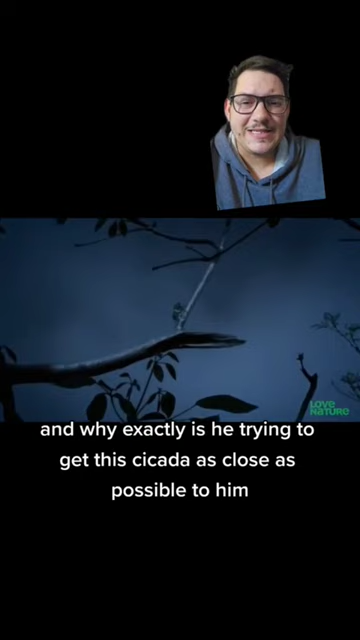 LOVE
NATURE
and why exactly is he trying to
get this cicada as close as
possible to him